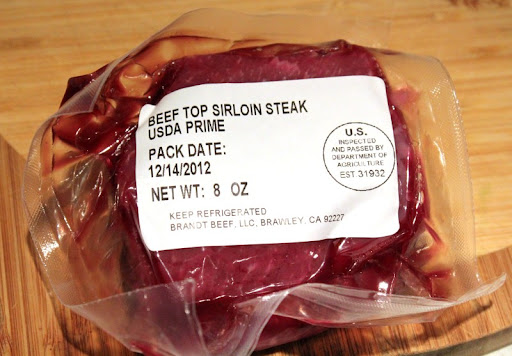 BEEF TOP SIRLOIN STEAK
USDA PRIME
PACK DATE:
12/14/2012
NET WT: 8 OZ
KEEP REFRIGERATED
BRANDT BEEF, LLC, BRAWLEY, CA 92227
U.S.
INSPECTED
AND PASSED BY
DEPARTMENT OF
AGRICULTURE
EST. 31932